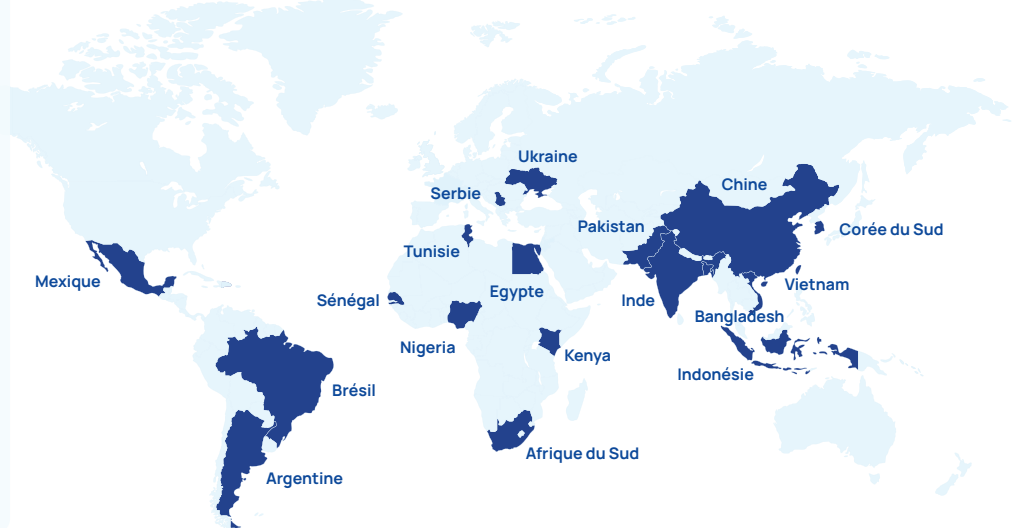 Ukraine
Chine
Serbie
Pakistan
Corée du Sud
Tunisie
Mexique
Vietnam
Egypte
Sénégal
Inde
Bangladesh
Nigeria
Kenya
Indonésie
Brésil
Afrique du Sud
Argentine